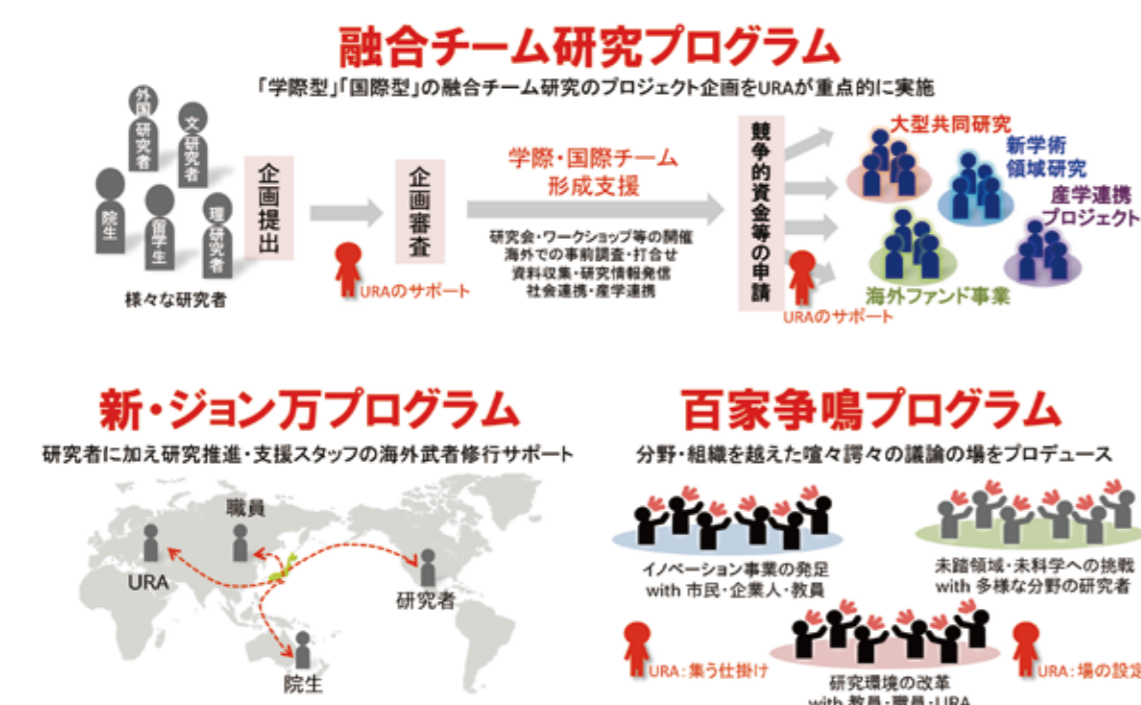 融合チーム研究プログラム
「学際型」「国際型」の融合チーム研究のプロジェクト企画をURAが重点的に実施
外国研究者
文研究者
院生
留学生
理研究者
様々な研究者
企画提出
URAのサポート
企画審査
学際・国際チーム
形成支援
研究会・ワークショップ等の開催
海外での事前調査・打合せ
資料収集・研究情報発信
社会連携・産学連携
競争的資金等の申請
URAのサポート
大型共同研究
新学術
領域研究
産学連携
プロジェクト
海外ファンド事業
新・ジョン万プログラム
研究者に加え研究推進・支援スタッフの海外武者修行サポート
職員
URA
研究者
院生
百家争鳴プログラム
分野・組織を越えた喧々諤々の議論の場をプロデュース
イノベーション事業の発足
with 市民・企業人・教員
未踏領域・未科学への挑戦
with 多様な分野の研究者
URA：集う仕掛け
URA：場の設定
研究環境の改革
with 教員・職員・URA